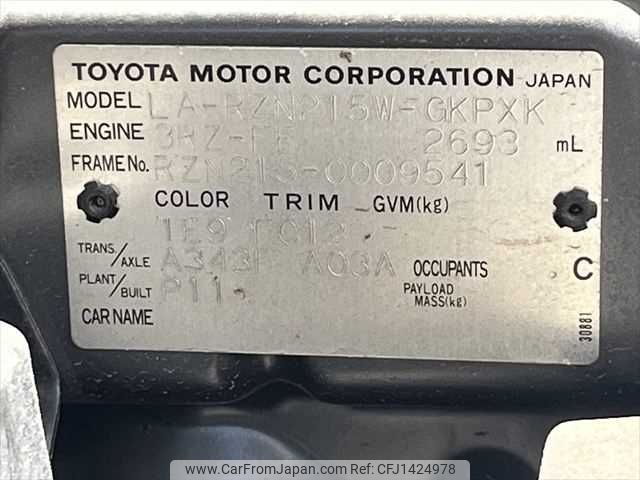 TOYOTA MOTOR CORPORATION JAPAN
MODEL LA-RZN215W-GKPXK
ENGINE 3RZ-FE 2693 mL
FRAME No. RZN215-0009541
COLOR TRIM GVM(kg)
1E9 FC12 -
TRANS./AXLE A343F A03A OCCUPANTS C
PLANT/BUILT P11 PAYLOAD MASS(kg)
CAR NAME
30881
www.CarFromJapan.com CFJ1424978